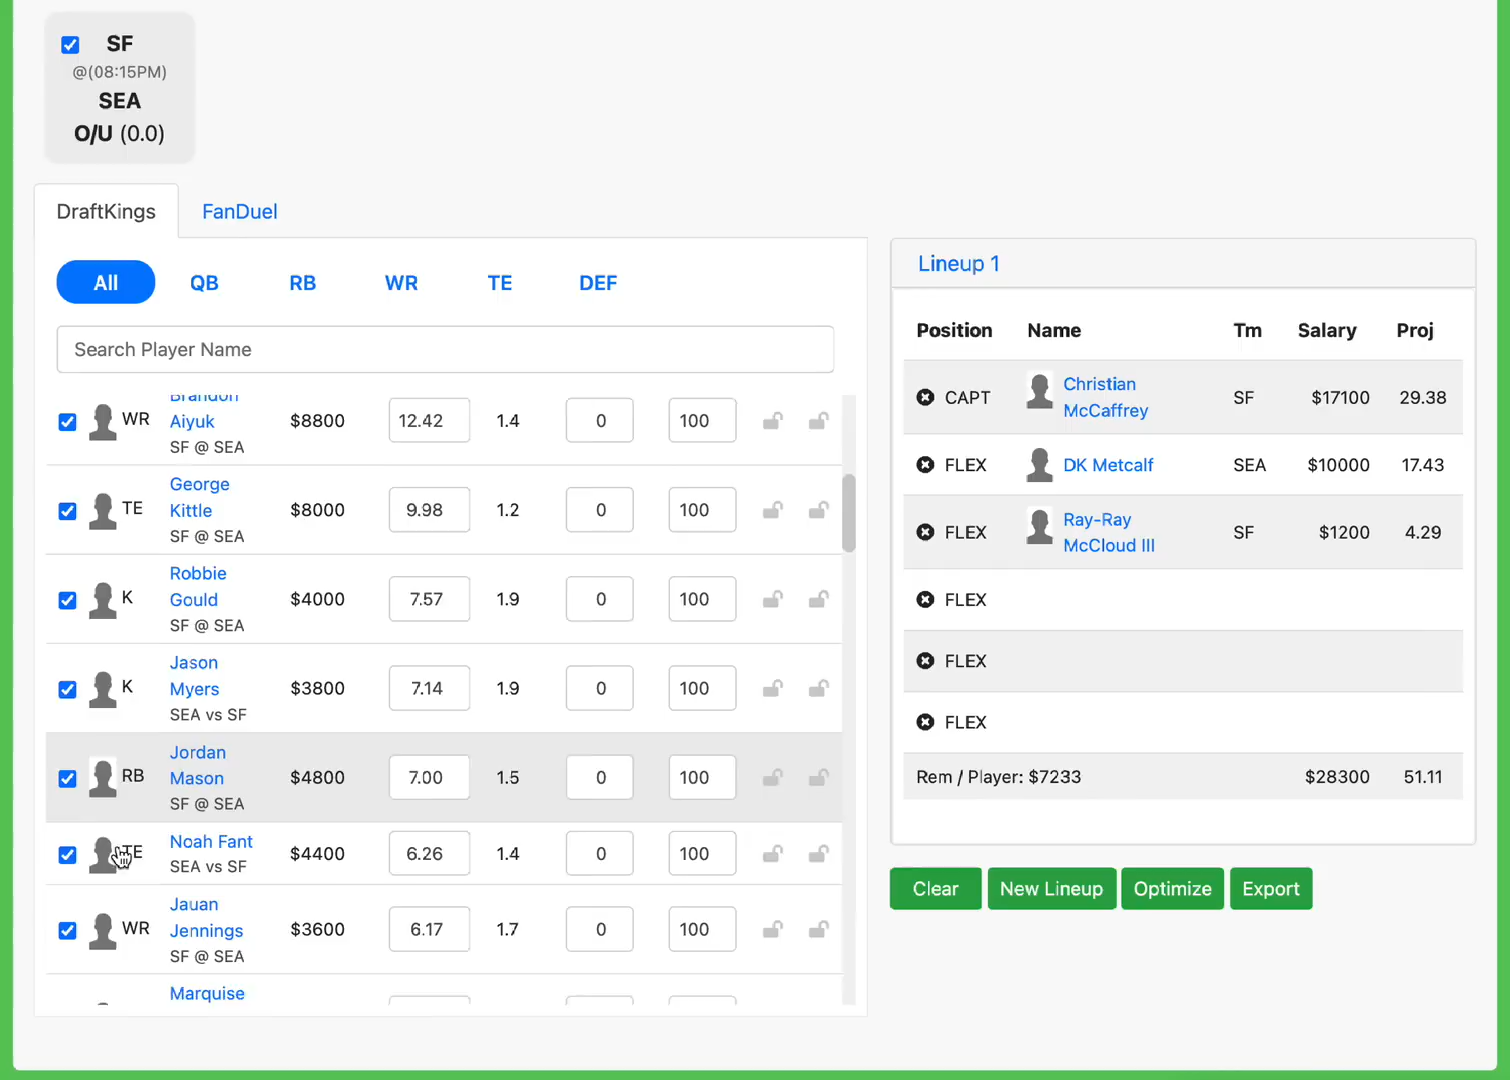 SF
@(08:15PM)
SEA
O/U (0.0)
DraftKings
FanDuel
All
QB
RB
WR
TE
DEF
Search Player Name
WR
Brandon
Aiyuk
SF @ SEA
$8800
12.42
1.4
0
100
TE
George
Kittle
SF @ SEA
$8000
9.98
1.2
0
100
K
Robbie
Gould
SF @ SEA
$4000
7.57
1.9
0
100
K
Jason
Myers
SEA vs SF
$3800
7.14
1.9
0
100
RB
Jordan
Mason
SF @ SEA
$4800
7.00
1.5
0
100
TE
Noah Fant
SEA vs SF
$4400
6.26
1.4
0
100
WR
Jauan
Jennings
SF @ SEA
$3600
6.17
1.7
0
100
Marquise
Lineup 1
Position Name Tm Salary Proj
CAPT
Christian
McCaffrey
SF
$17100
29.38
FLEX
DK Metcalf
SEA
$10000
17.43
FLEX
Ray-Ray
McCloud III
SF
$1200
4.29
FLEX
FLEX
FLEX
Rem / Player: $7233
$28300
51.11
Clear
New Lineup
Optimize
Export